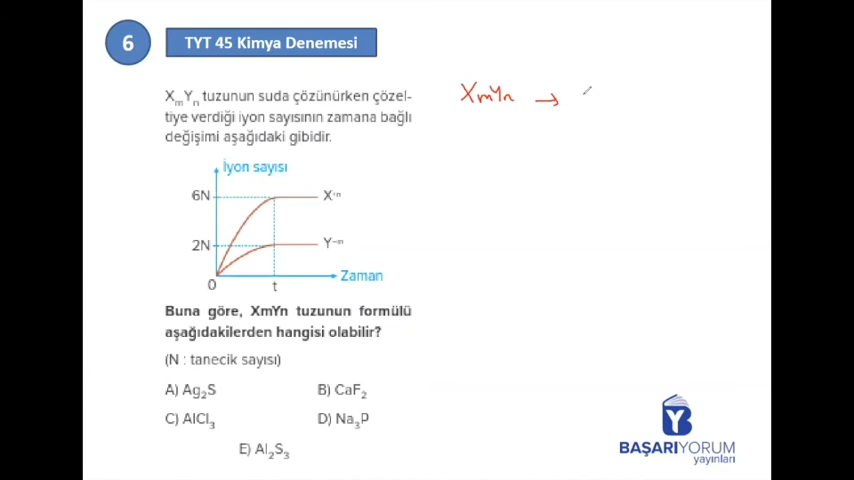 6
TYT 45 Kimya Denemesi
XmYn tuzunun suda çözünürken çözel-
tiye verdiği iyon sayısının zamana bağlı
değişimi aşağıdaki gibidir.
XmYn →
İyon sayısı
6N
X+n
2N
Y-m
Zaman
0
t
Buna göre, XmYn tuzunun formülü
aşağıdakilerden hangisi olabilir?
(N : tanecik sayısı)
A) Ag2S
B) CaF2
C) AlCl3
D) Na3P
E) Al2S3
BY
BAŞARIYORUM
yayınları